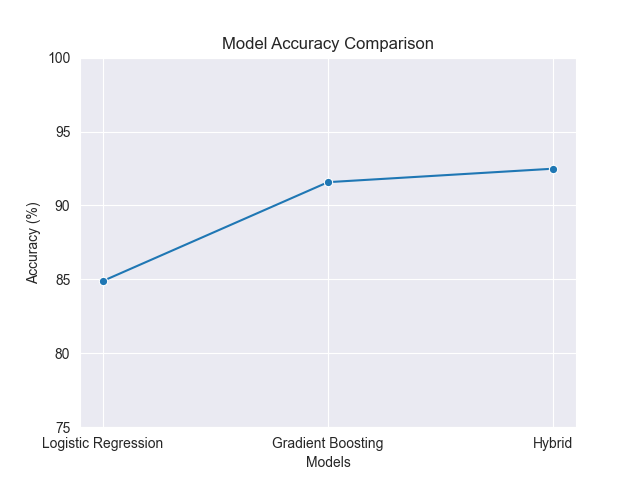 Model Accuracy Comparison
100
95
90
85
80
75
Accuracy (%)
Logistic Regression
Gradient Boosting
Hybrid
Models